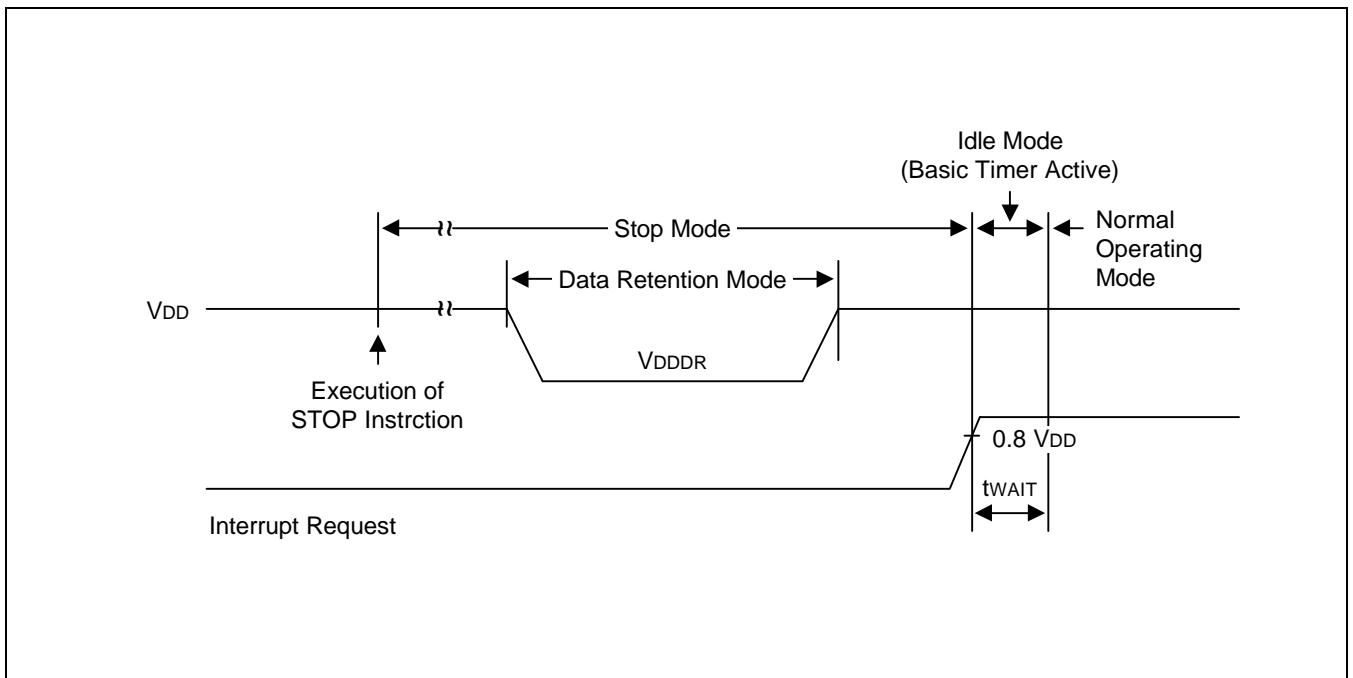 Idle Mode
(Basic Timer Active)
Stop Mode
Normal
Operating
Mode
Data Retention Mode
VDD
VDDDR
Execution of
STOP Instrction
0.8 VDD
tWAIT
Interrupt Request